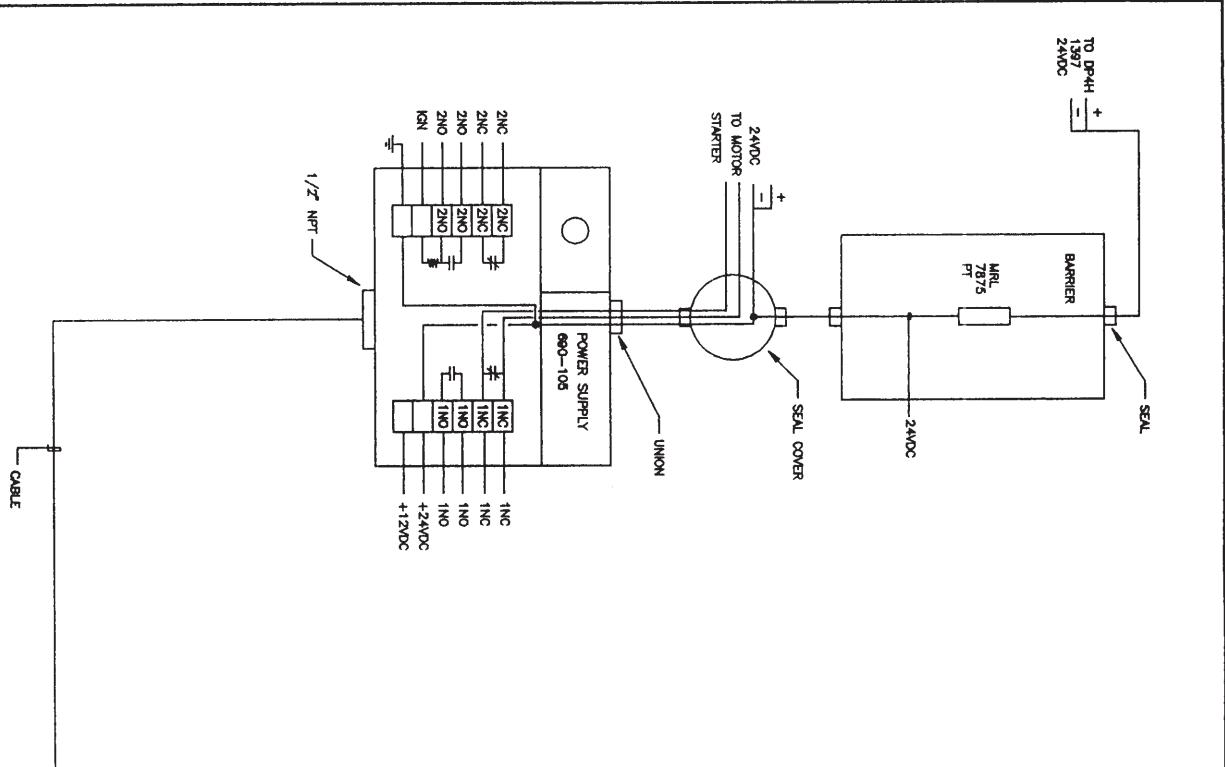 TO DP4H
1397
24VDC
+
-
BARRIER
MRL
7875
PT
SEAL
24VDC
SEAL COVER
24VDC
+
-
TO MOTOR
STARTER
UNION
POWER SUPPLY
690-105
2NC
2NC
2NO
2NO
IGN
2NC
2NC
2NO
2NO
1NC
1NC
1NO
1NO
1NC
1NC
1NO
1NO
+24VDC
+12VDC
1/2" NPT
CABLE